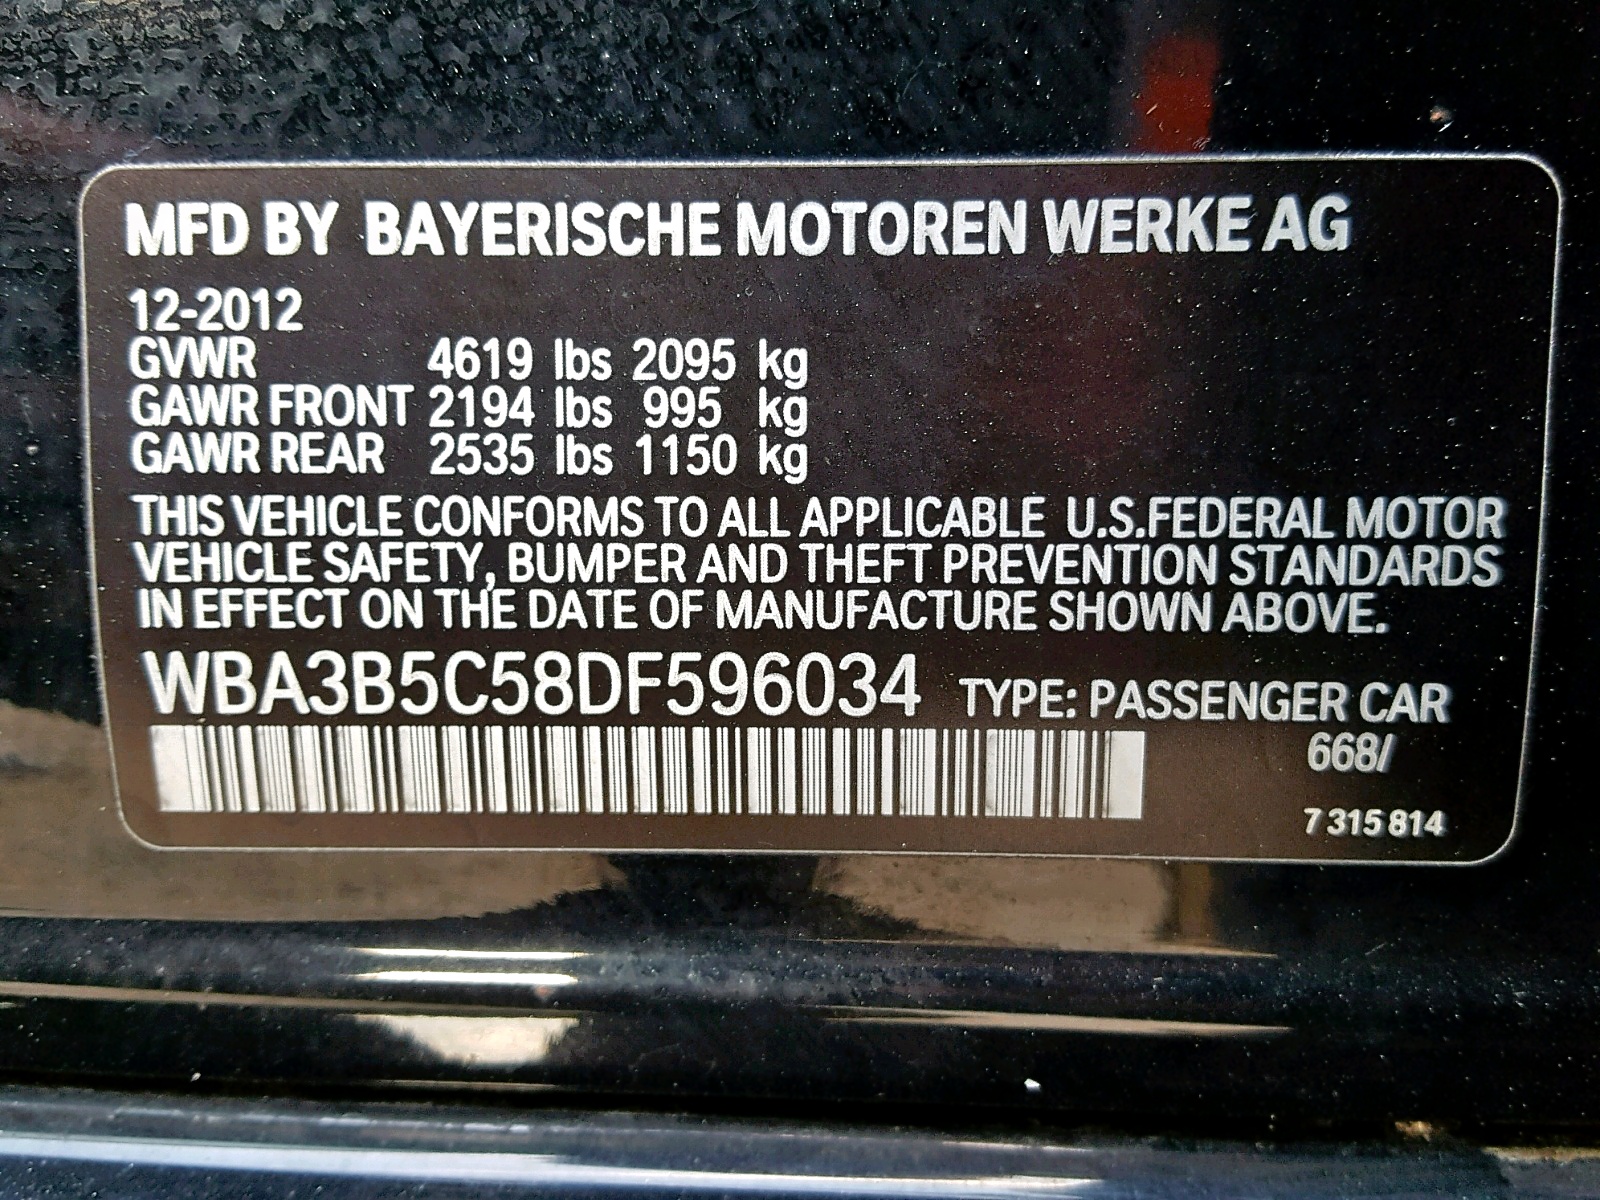 MFD BY BAYERISCHE MOTOREN WERKE AG
12-2012
GVWR 4619 lbs 2095 kg
GAWR FRONT 2194 lbs 995 kg
GAWR REAR 2535 lbs 1150 kg
THIS VEHICLE CONFORMS TO ALL APPLICABLE U.S.FEDERAL MOTOR
VEHICLE SAFETY, BUMPER AND THEFT PREVENTION STANDARDS
IN EFFECT ON THE DATE OF MANUFACTURE SHOWN ABOVE.
WBA3B5C58DF596034 TYPE: PASSENGER CAR
668/
7 315 814